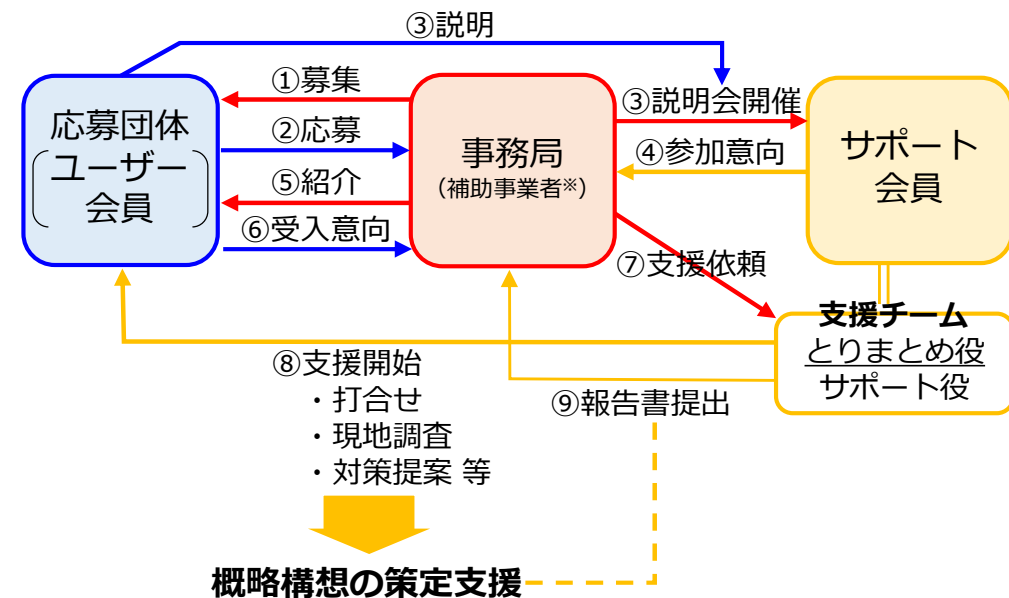 ③説明
①募集
②応募
⑤紹介
⑥受入意向
応募団体
ユーザー
会員
事務局
（補助事業者※）
③説明会開催
④参加意向
サポート
会員
⑦支援依頼
支援チーム
とりまとめ役
サポート役
⑧支援開始
・打合せ
・現地調査
・対策提案 等
⑨報告書提出
概略構想の策定支援